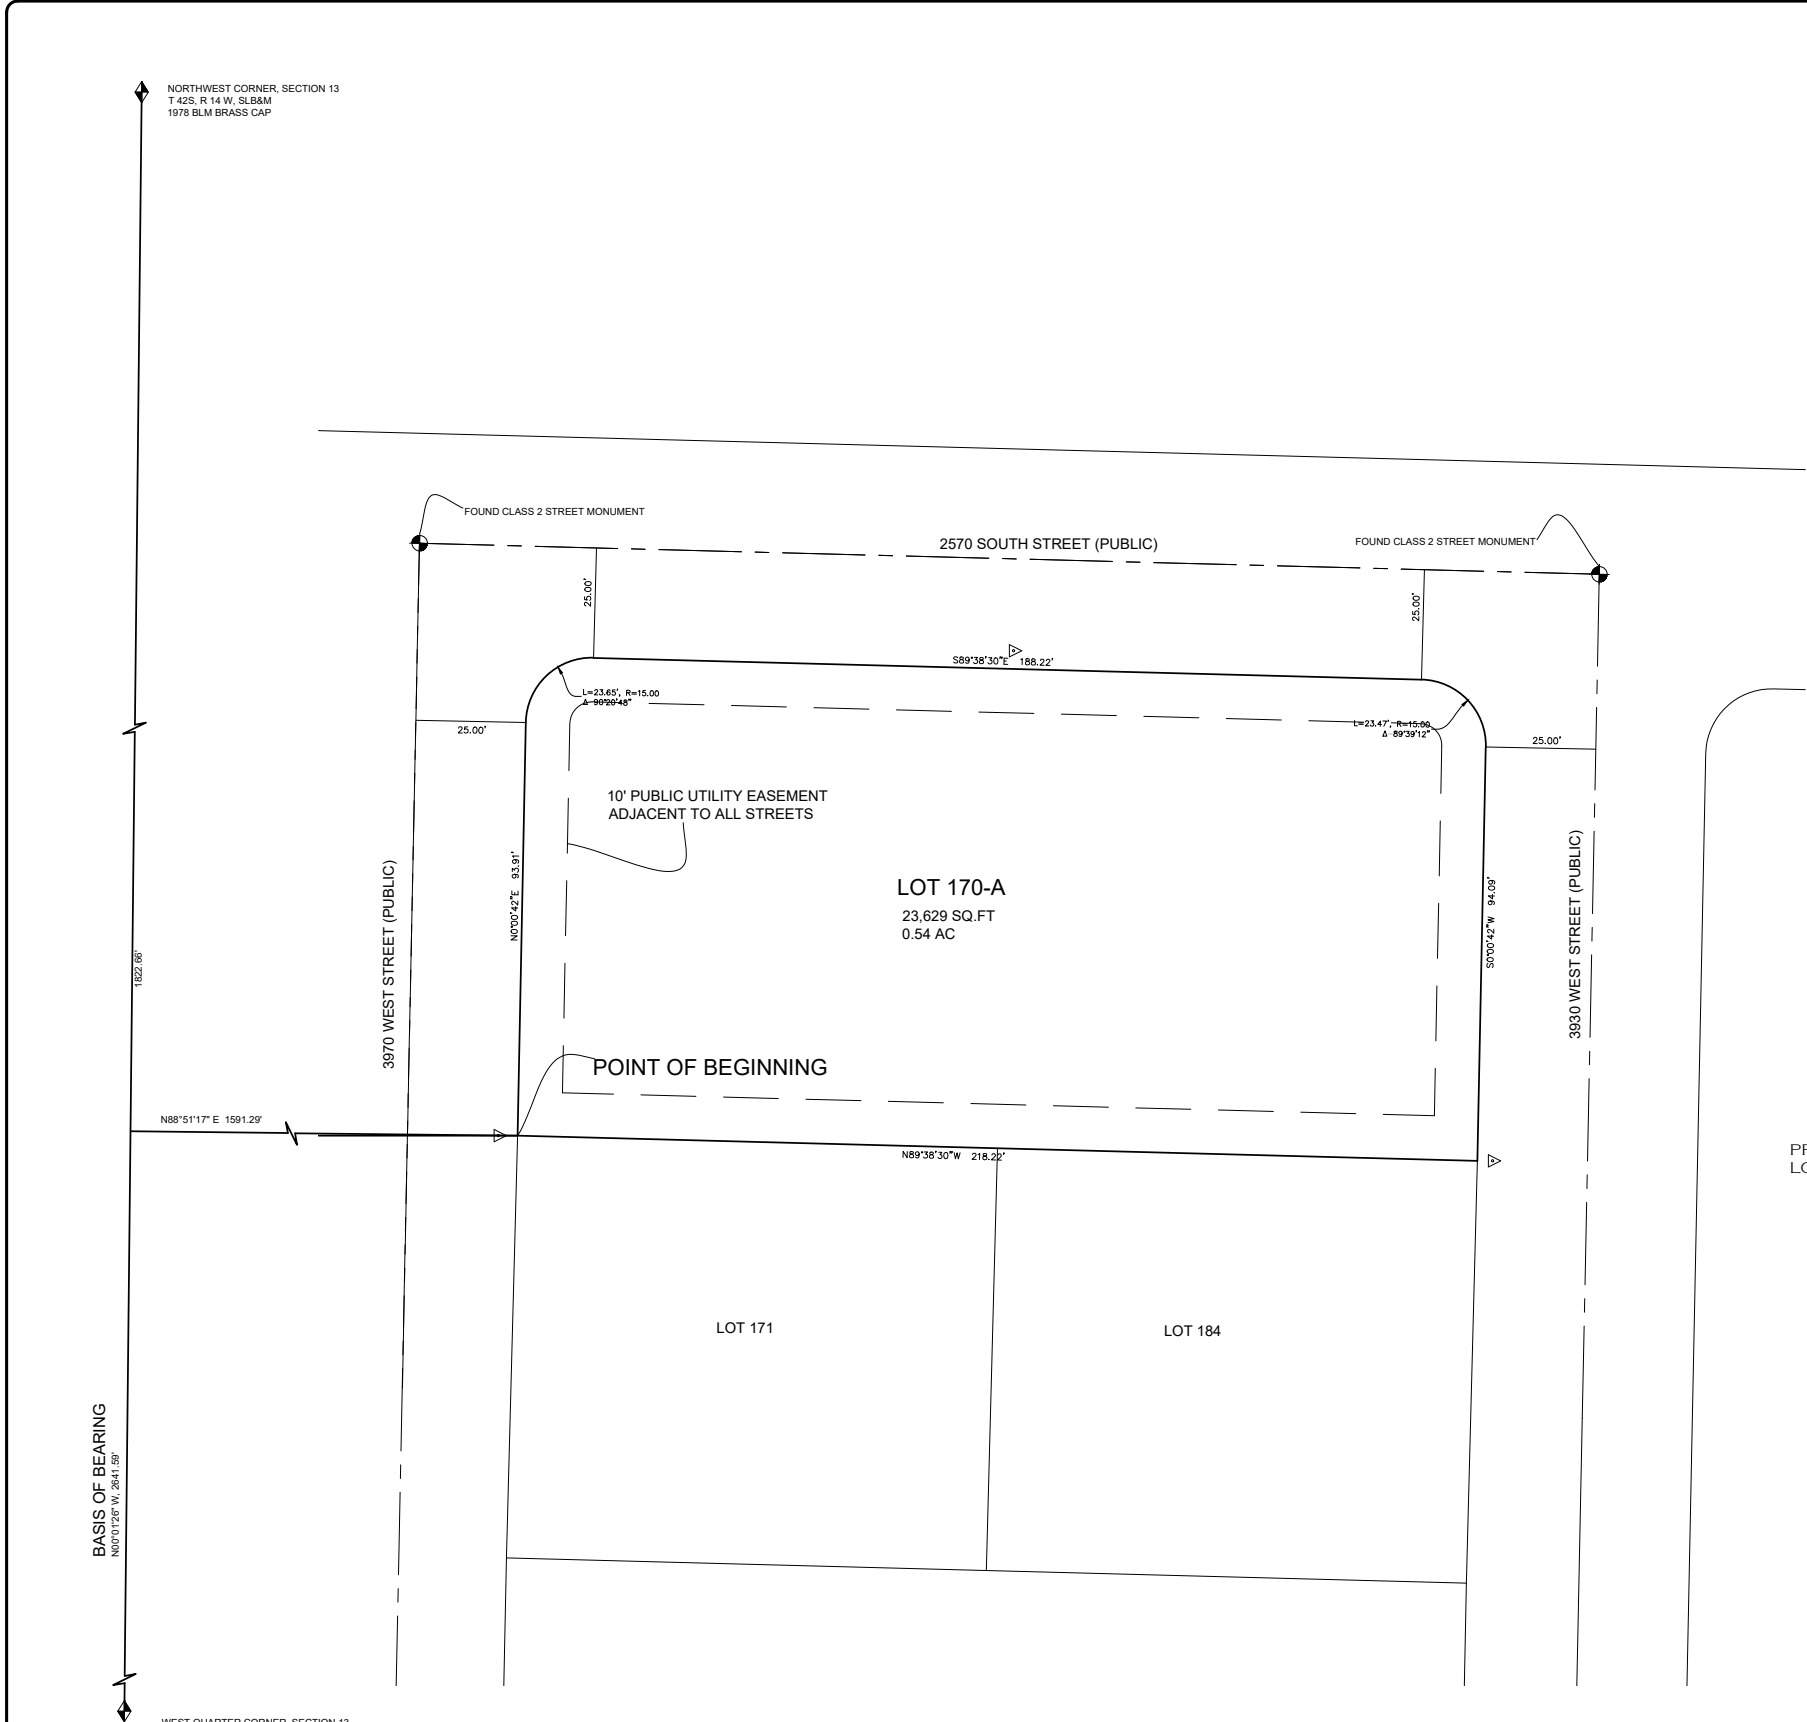 NORTHWEST CORNER, SECTION 13
T 42S, R 14 W, SLB&M
1978 BLM BRASS CAP
FOUND CLASS 2 STREET MONUMENT
2570 SOUTH STREET (PUBLIC)
FOUND CLASS 2 STREET MONUMENT
25.00'
25.00'
S89°38'30"E 188.22'
L=23.65', R=15.00
Δ 90°20'48"
L=23.47', R=15.00
Δ 89°39'12"
25.00'
25.00'
10' PUBLIC UTILITY EASEMENT
ADJACENT TO ALL STREETS
N0°00'42"E 93.91'
LOT 170-A
23,629 SQ.FT
0.54 AC
S0°00'42"W 94.09'
3970 WEST STREET (PUBLIC)
3930 WEST STREET (PUBLIC)
1822.66'
POINT OF BEGINNING
N88°51'17" E 1591.29'
N89°38'30"W 218.22'
LOT 171
LOT 184
BASIS OF BEARING
N00°01'26" W, 2641.59'
WEST QUARTER CORNER, SECTION 13